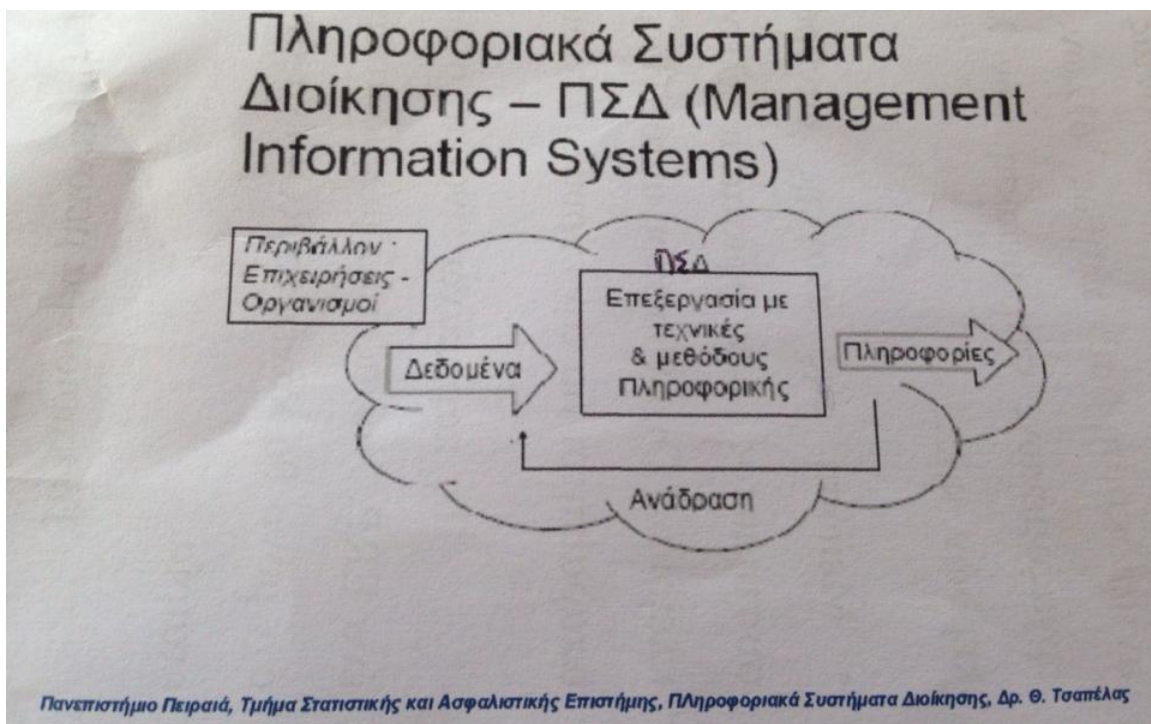 Πληροφοριακά Συστήματα
Διοίκησης – ΠΣΔ (Management
Information Systems)
Περιβάλλον :
Επιχειρήσεις -
Οργανισμοί
ΠΣΔ
Δεδομένα
Επεξεργασία με
τεχνικές
& μεθόδους
Πληροφορικής
Πληροφορίες
Ανάδραση
Πανεπιστήμιο Πειραιά, Τμήμα Στατιστικής και Ασφαλιστικής Επιστήμης, ΠΛηροφοριακά Συστήματα Διοίκησης, Δρ. Θ. Τσαπέλας